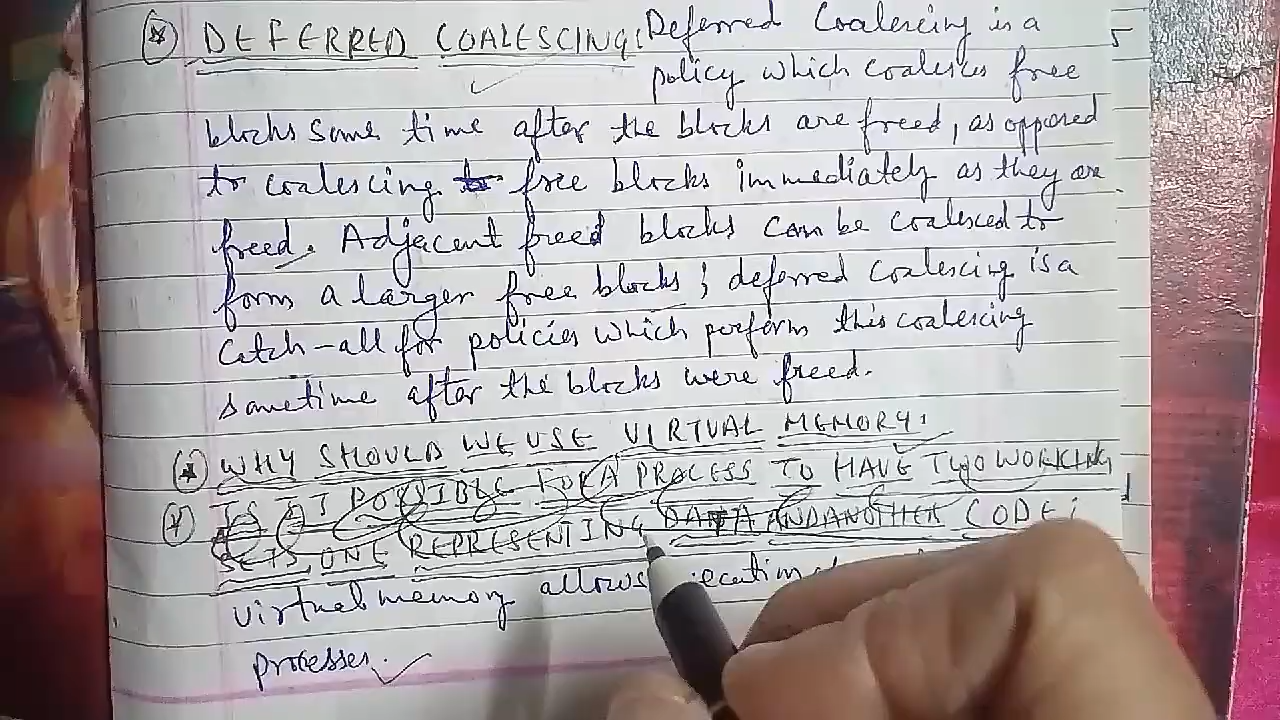 DEFERRED COALESCING: Deferred Coalescing is a
5
policy which coalesces free
blocks some time after the blocks are freed, as opposed
to coalescing to free blocks immediately as they are
freed. Adjacent freed blocks can be coalesced to
form a larger free blocks; deferred coalescing is a
catch-all for policies which perform this coalescing
sometime after the blocks were freed.
WHY SHOULD WE USE VIRTUAL MEMORY:
IS IT POSSIBLE FOR A PROCESS TO HAVE TWO WORKING
SETS ONE REPRESENTING DATA AND ANOTHER CODE:
Virtual memory allows
processes.